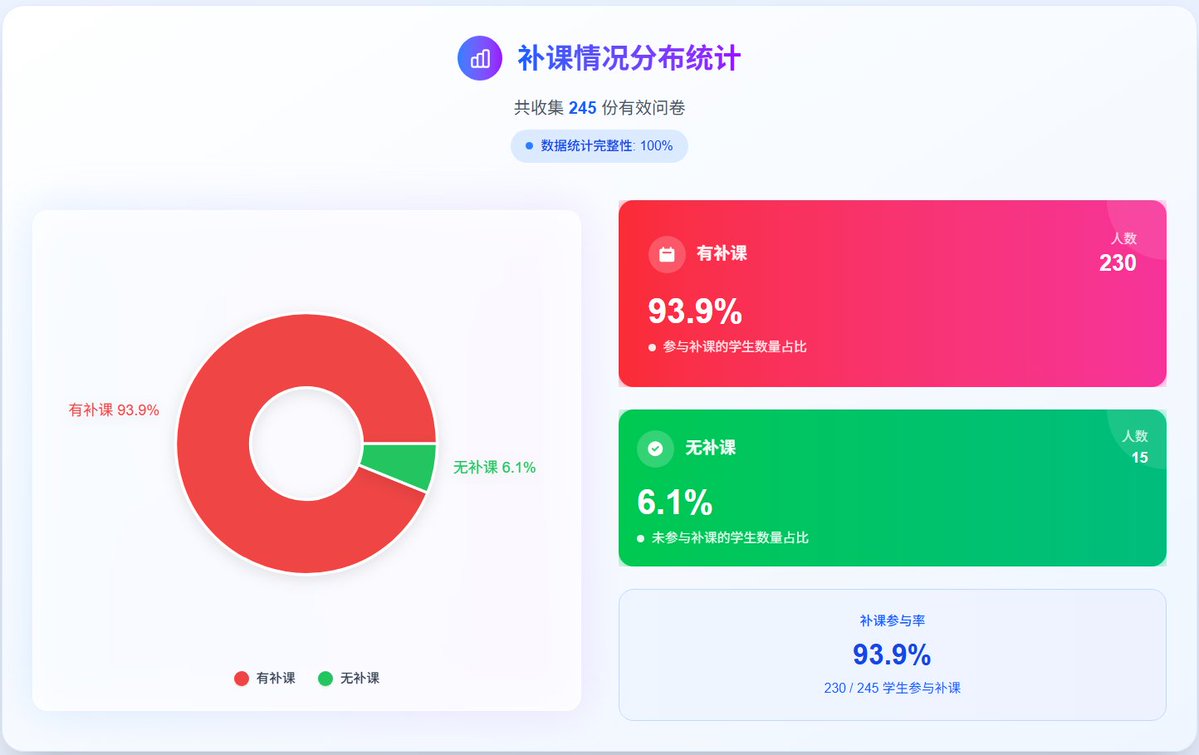 补课情况分布统计
共收集 245 份有效问卷
数据统计完整性: 100%
有补课 93.9%
无补课 6.1%
有补课
无补课
有补课
人数
230
93.9%
参与补课的学生数量占比
无补课
人数
15
6.1%
未参与补课的学生数量占比
补课参与率
93.9%
230 / 245 学生参与补课